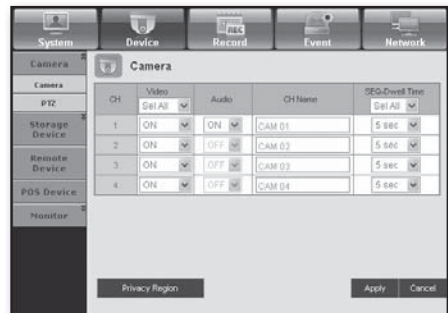 System Device Record Event Network
Camera
Camera
PTZ
Storage Device
Remote Device
POS Device
Monitor
Camera
CH Video Audio CH Name SEQ-Dwell Time
Sel All Sel All
1 ON ON CAM 01 5 sec
2 ON OFF CAM 02 5 sec
3 ON OFF CAM 03 5 sec
4 ON OFF CAM 04 5 sec
Privacy Region Apply Cancel